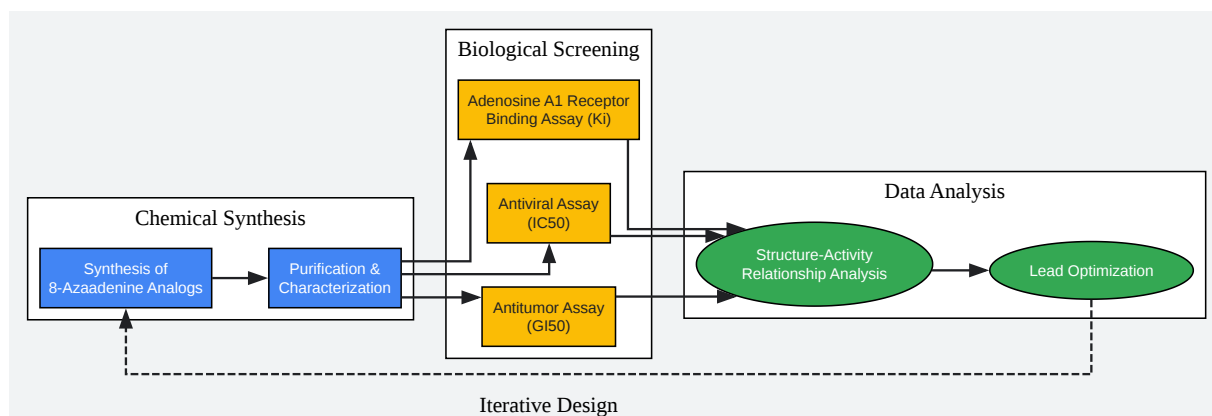 Chemical Synthesis
Synthesis of
8-Azaadenine Analogs
Purification &
Characterization
Biological Screening
Adenosine A1 Receptor
Binding Assay (Ki)
Antiviral Assay
(IC50)
Antitumor Assay
(GI50)
Data Analysis
Structure-Activity
Relationship Analysis
Lead Optimization
Iterative Design